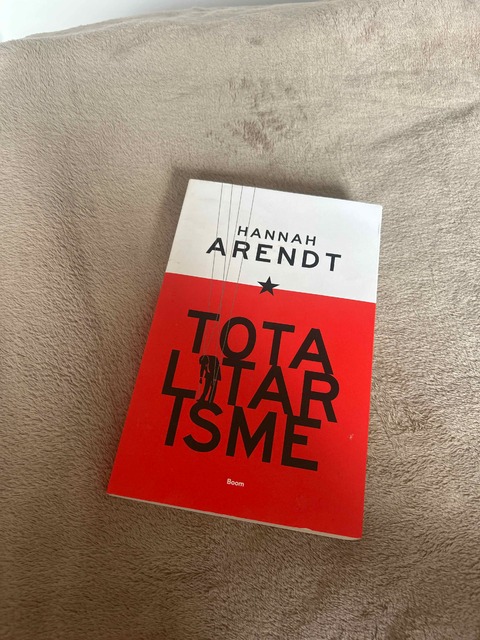 HANNAH
ARENDT
TOTA
LITAR
ISME
Boom